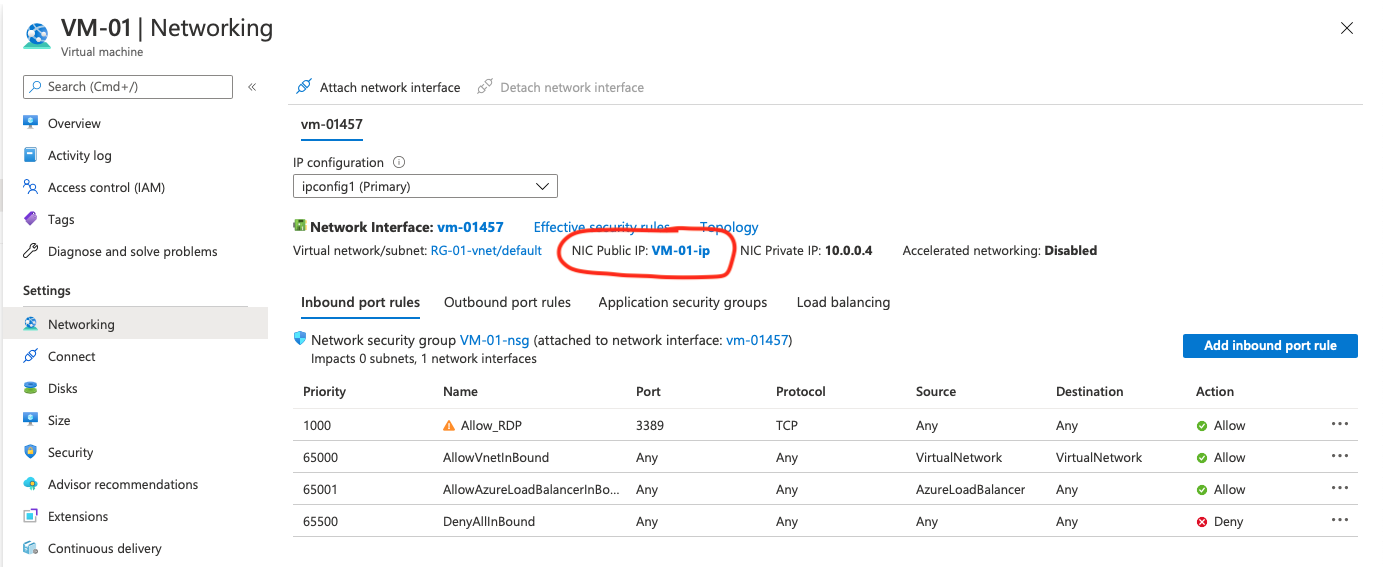 VM-01 | Networking
Virtual machine
Search (Cmd+/)
«
Attach network interface
Detach network interface
Overview
Activity log
Access control (IAM)
Tags
Diagnose and solve problems
Settings
Networking
Connect
Disks
Size
Security
Advisor recommendations
Extensions
Continuous delivery
vm-01457
IP configuration
ipconfig1 (Primary)
Network Interface: vm-01457 Effective security rules Topology
Virtual network/subnet: RG-01-vnet/default NIC Public IP: VM-01-ip NIC Private IP: 10.0.0.4 Accelerated networking: Disabled
Inbound port rules Outbound port rules Application security groups Load balancing
Network security group VM-01-nsg (attached to network interface: vm-01457)
Impacts 0 subnets, 1 network interfaces
Add inbound port rule
Priority Name Port Protocol Source Destination Action
1000 Allow_RDP 3389 TCP Any Any Allow ...
65000 AllowVnetInBound Any Any VirtualNetwork VirtualNetwork Allow ...
65001 AllowAzureLoadBalancerInBo... Any Any AzureLoadBalancer Any Allow ...
65500 DenyAllInBound Any Any Any Any Deny ...